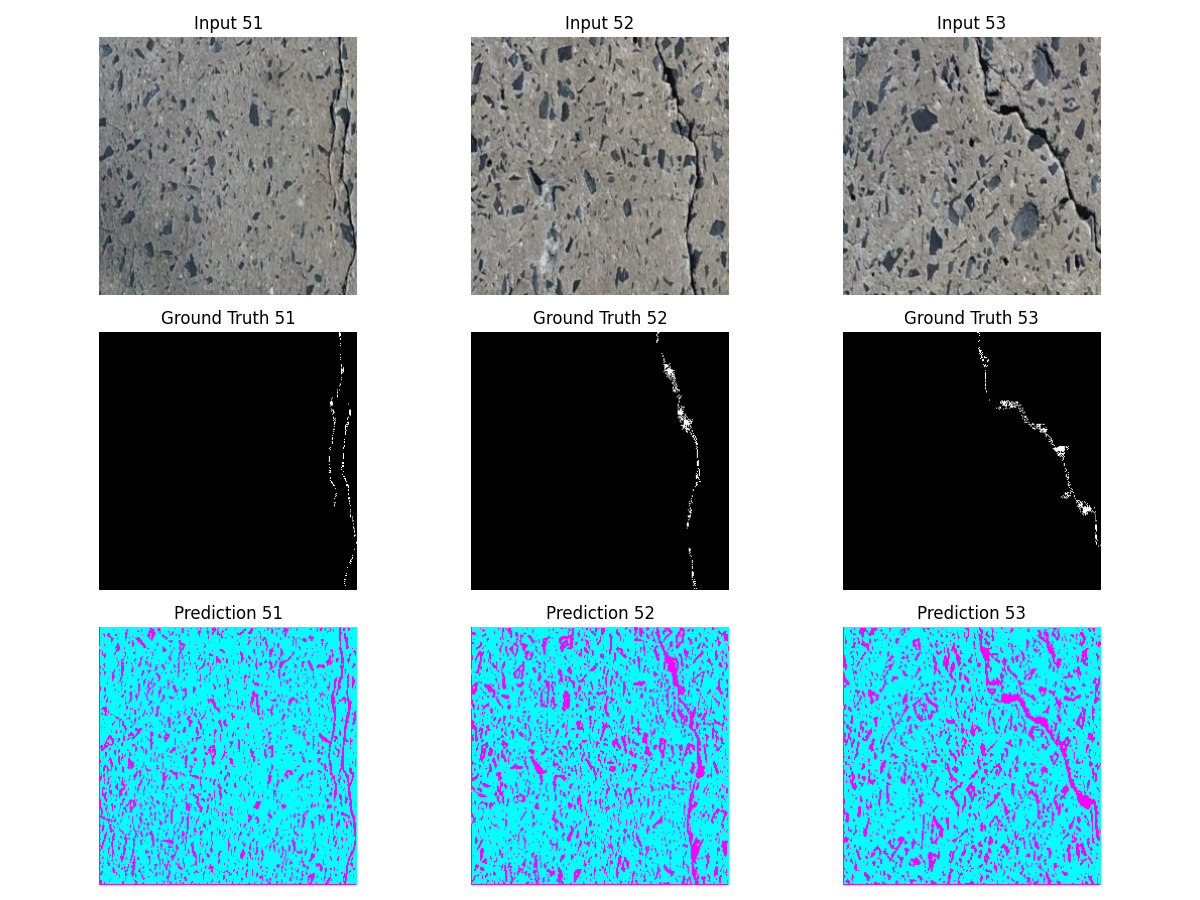 Input 51
Input 52
Input 53
Ground Truth 51
Ground Truth 52
Ground Truth 53
Prediction 51
Prediction 52
Prediction 53